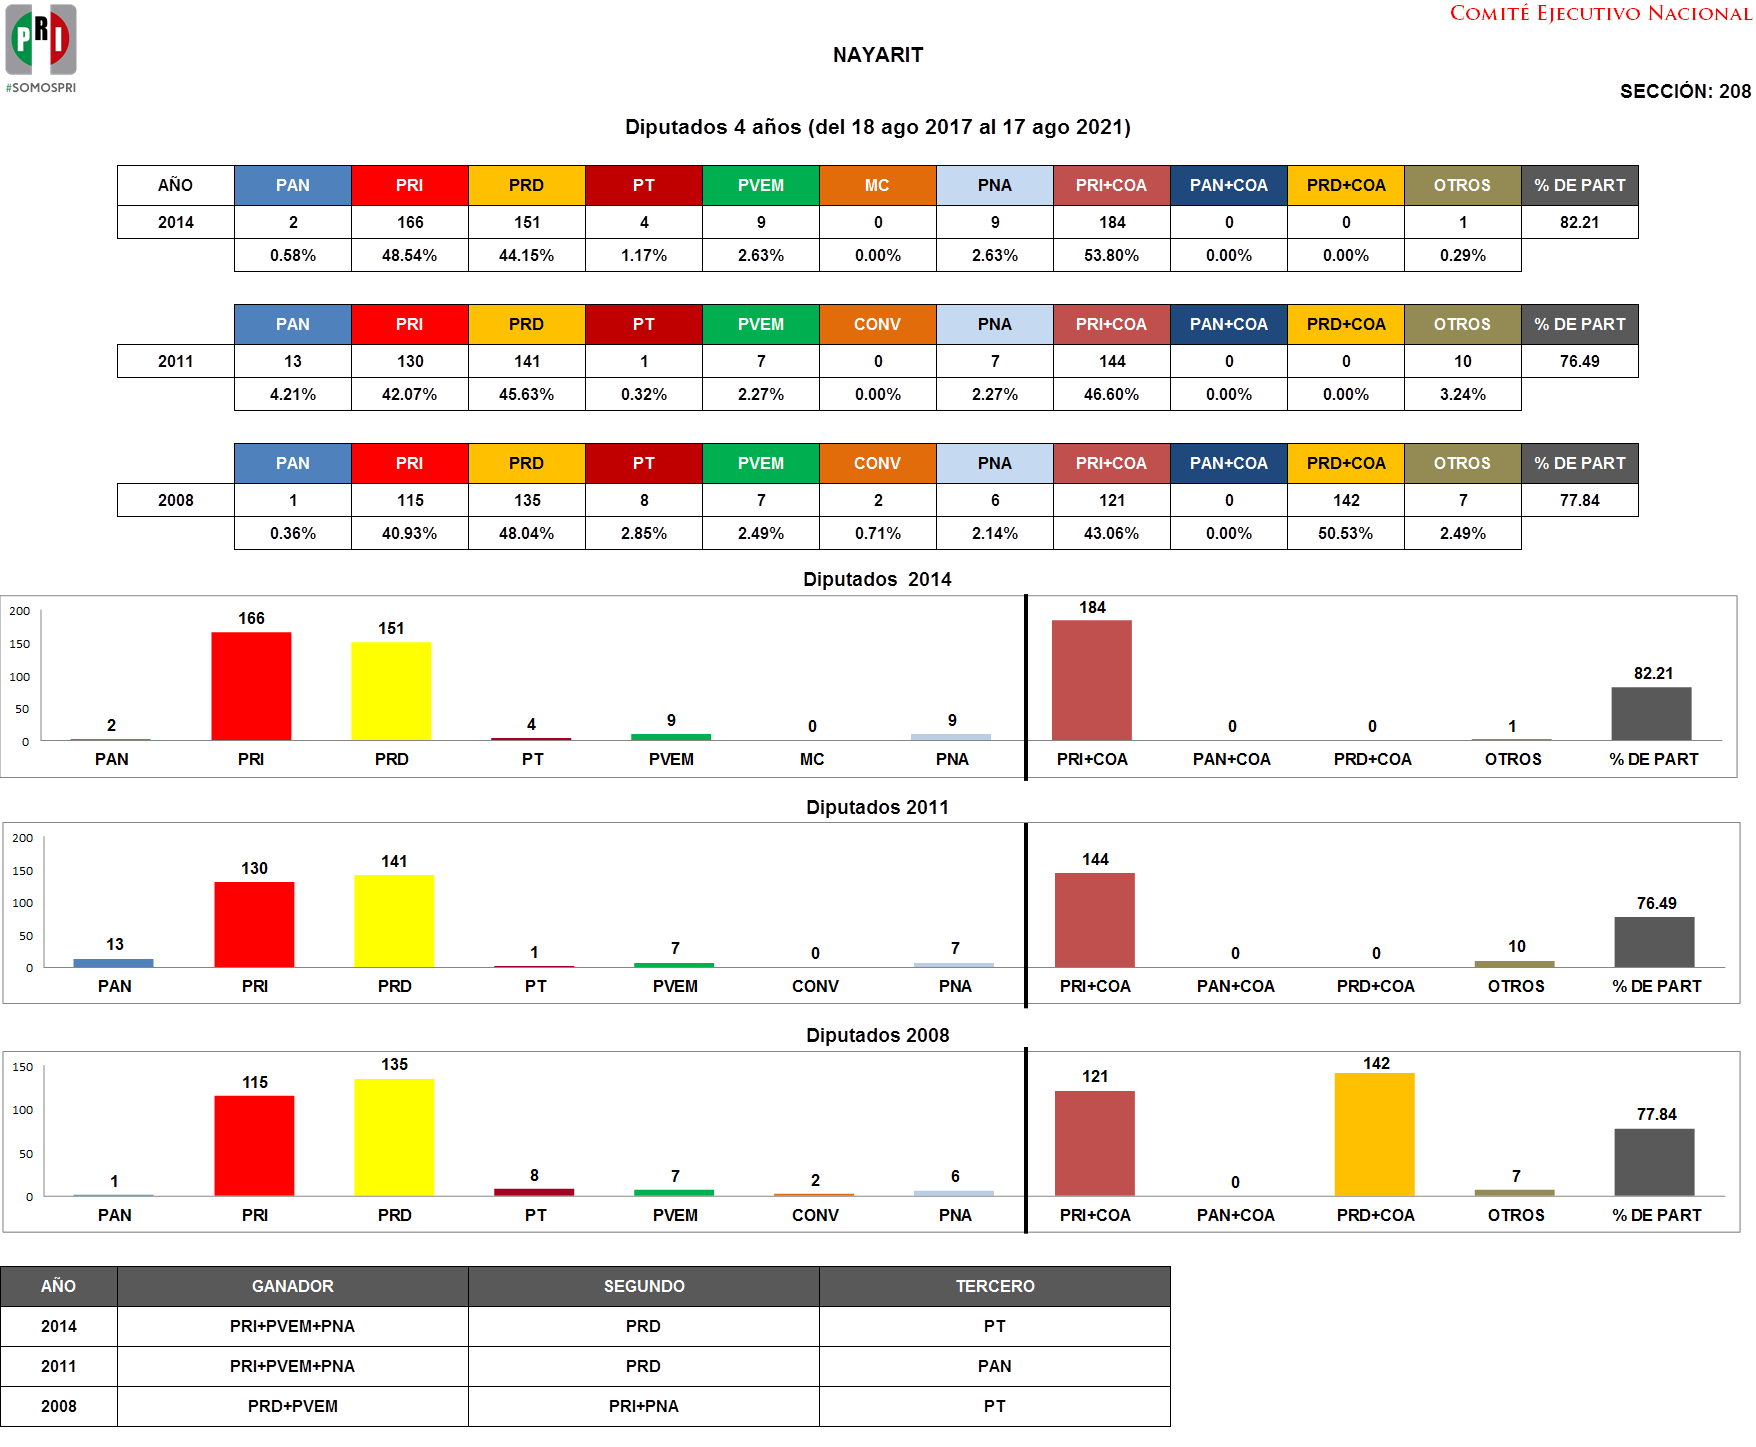 PRI
#SOMOSPRI
COMITÉ EJECUTIVO NACIONAL
NAYARIT
SECCIÓN: 208
Diputados 4 años (del 18 ago 2017 al 17 ago 2021)
AÑO PAN PRI PRD PT PVEM MC PNA PRI+COA PAN+COA PRD+COA OTROS % DE PART
2014 2 166 151 4 9 0 9 184 0 0 1 82.21
0.58% 48.54% 44.15% 1.17% 2.63% 0.00% 2.63% 53.80% 0.00% 0.00% 0.29%
PAN PRI PRD PT PVEM CONV PNA PRI+COA PAN+COA PRD+COA OTROS % DE PART
2011 13 130 141 1 7 0 7 144 0 0 10 76.49
4.21% 42.07% 45.63% 0.32% 2.27% 0.00% 2.27% 46.60% 0.00% 0.00% 3.24%
PAN PRI PRD PT PVEM CONV PNA PRI+COA PAN+COA PRD+COA OTROS % DE PART
2008 1 115 135 8 7 2 6 121 0 142 7 77.84
0.36% 40.93% 48.04% 2.85% 2.49% 0.71% 2.14% 43.06% 0.00% 50.53% 2.49%
Diputados 2014
200
150
100
50
0
2 166 151 4 9 0 9 184 0 0 1 82.21
PAN PRI PRD PT PVEM MC PNA PRI+COA PAN+COA PRD+COA OTROS % DE PART
Diputados 2011
200
150
100
50
0
13 130 141 1 7 0 7 144 0 0 10 76.49
PAN PRI PRD PT PVEM CONV PNA PRI+COA PAN+COA PRD+COA OTROS % DE PART
Diputados 2008
150
100
50
0
1 115 135 8 7 2 6 121 0 142 7 77.84
PAN PRI PRD PT PVEM CONV PNA PRI+COA PAN+COA PRD+COA OTROS % DE PART
AÑO GANADOR SEGUNDO TERCERO
2014 PRI+PVEM+PNA PRD PT
2011 PRI+PVEM+PNA PRD PAN
2008 PRD+PVEM PRI+PNA PT